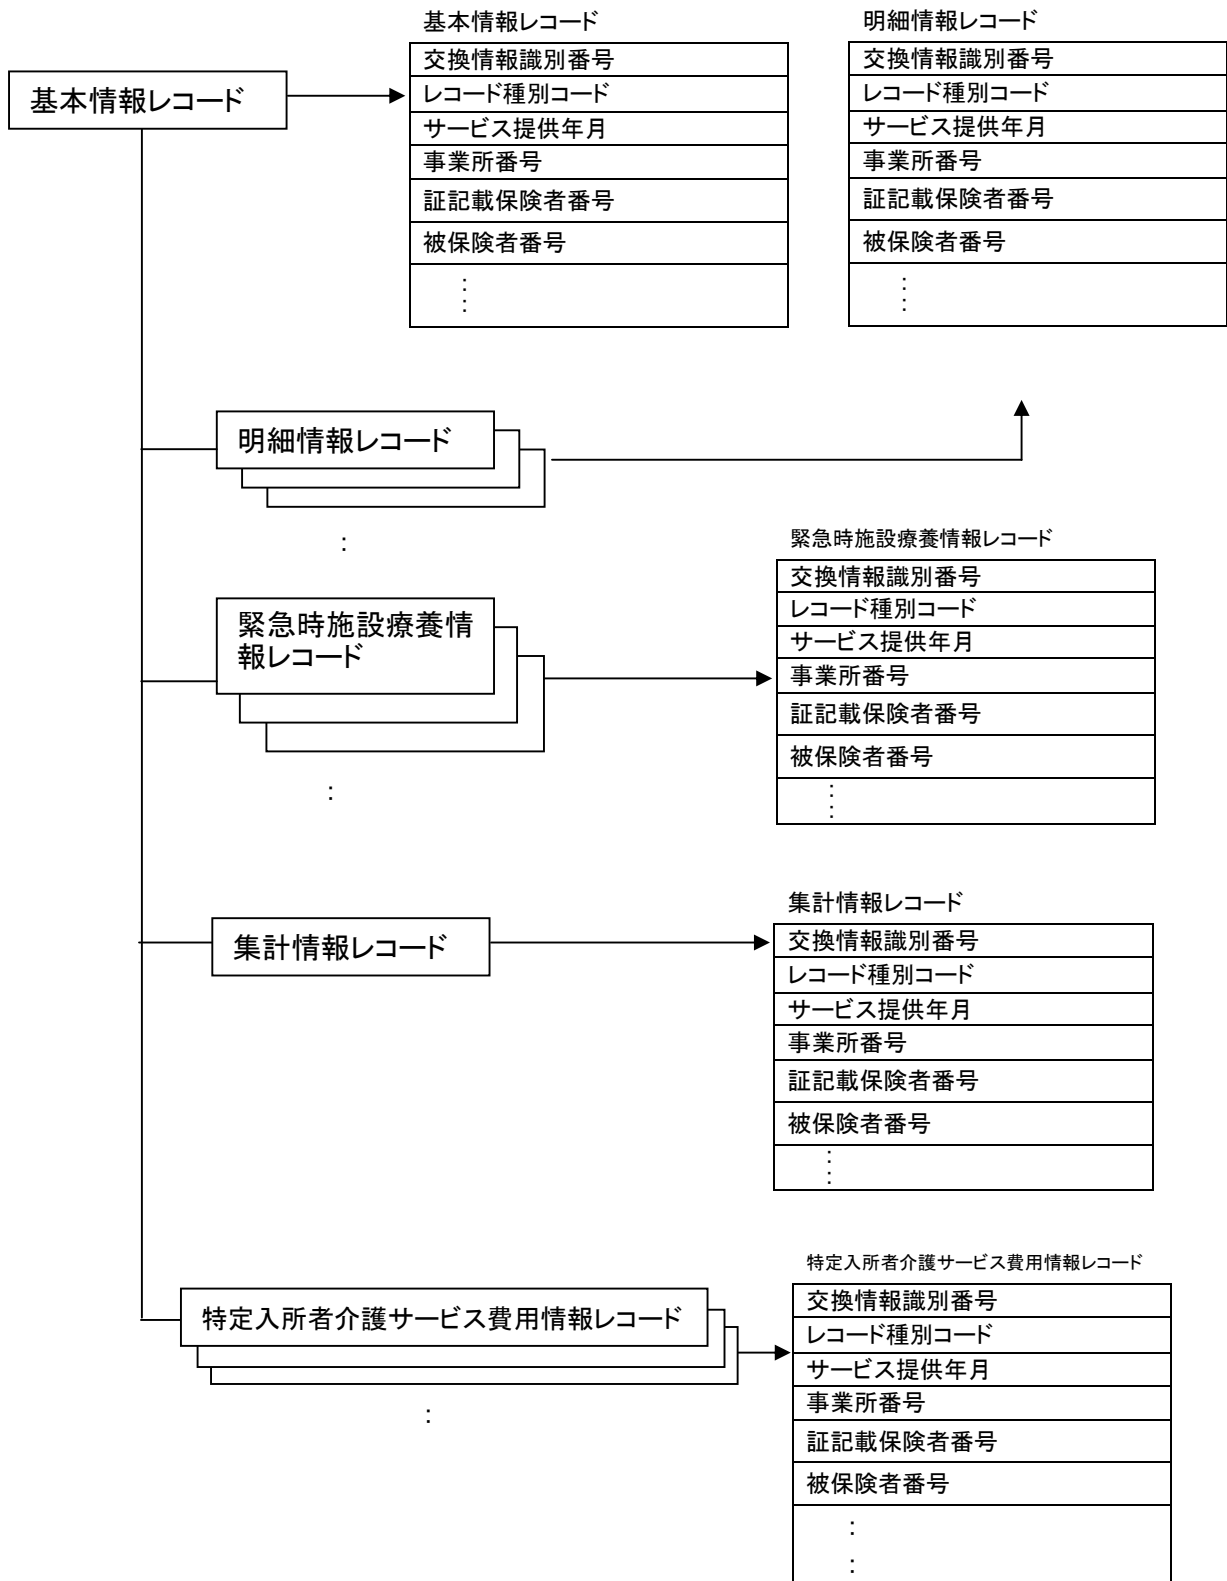 基本情報レコード
基本情報レコード
交換情報識別番号
レコード種別コード
サービス提供年月
事業所番号
証記載保険者番号
被保険者番号
:
:
明細情報レコード
交換情報識別番号
レコード種別コード
サービス提供年月
事業所番号
証記載保険者番号
被保険者番号
:
:
明細情報レコード
:
緊急時施設療養情
報レコード
:
緊急時施設療養情報レコード
交換情報識別番号
レコード種別コード
サービス提供年月
事業所番号
証記載保険者番号
被保険者番号
:
:
集計情報レコード
集計情報レコード
交換情報識別番号
レコード種別コード
サービス提供年月
事業所番号
証記載保険者番号
被保険者番号
:
:
特定入所者介護サービス費用情報レコード
:
特定入所者介護サービス費用情報レコード
交換情報識別番号
レコード種別コード
サービス提供年月
事業所番号
証記載保険者番号
被保険者番号
:
: